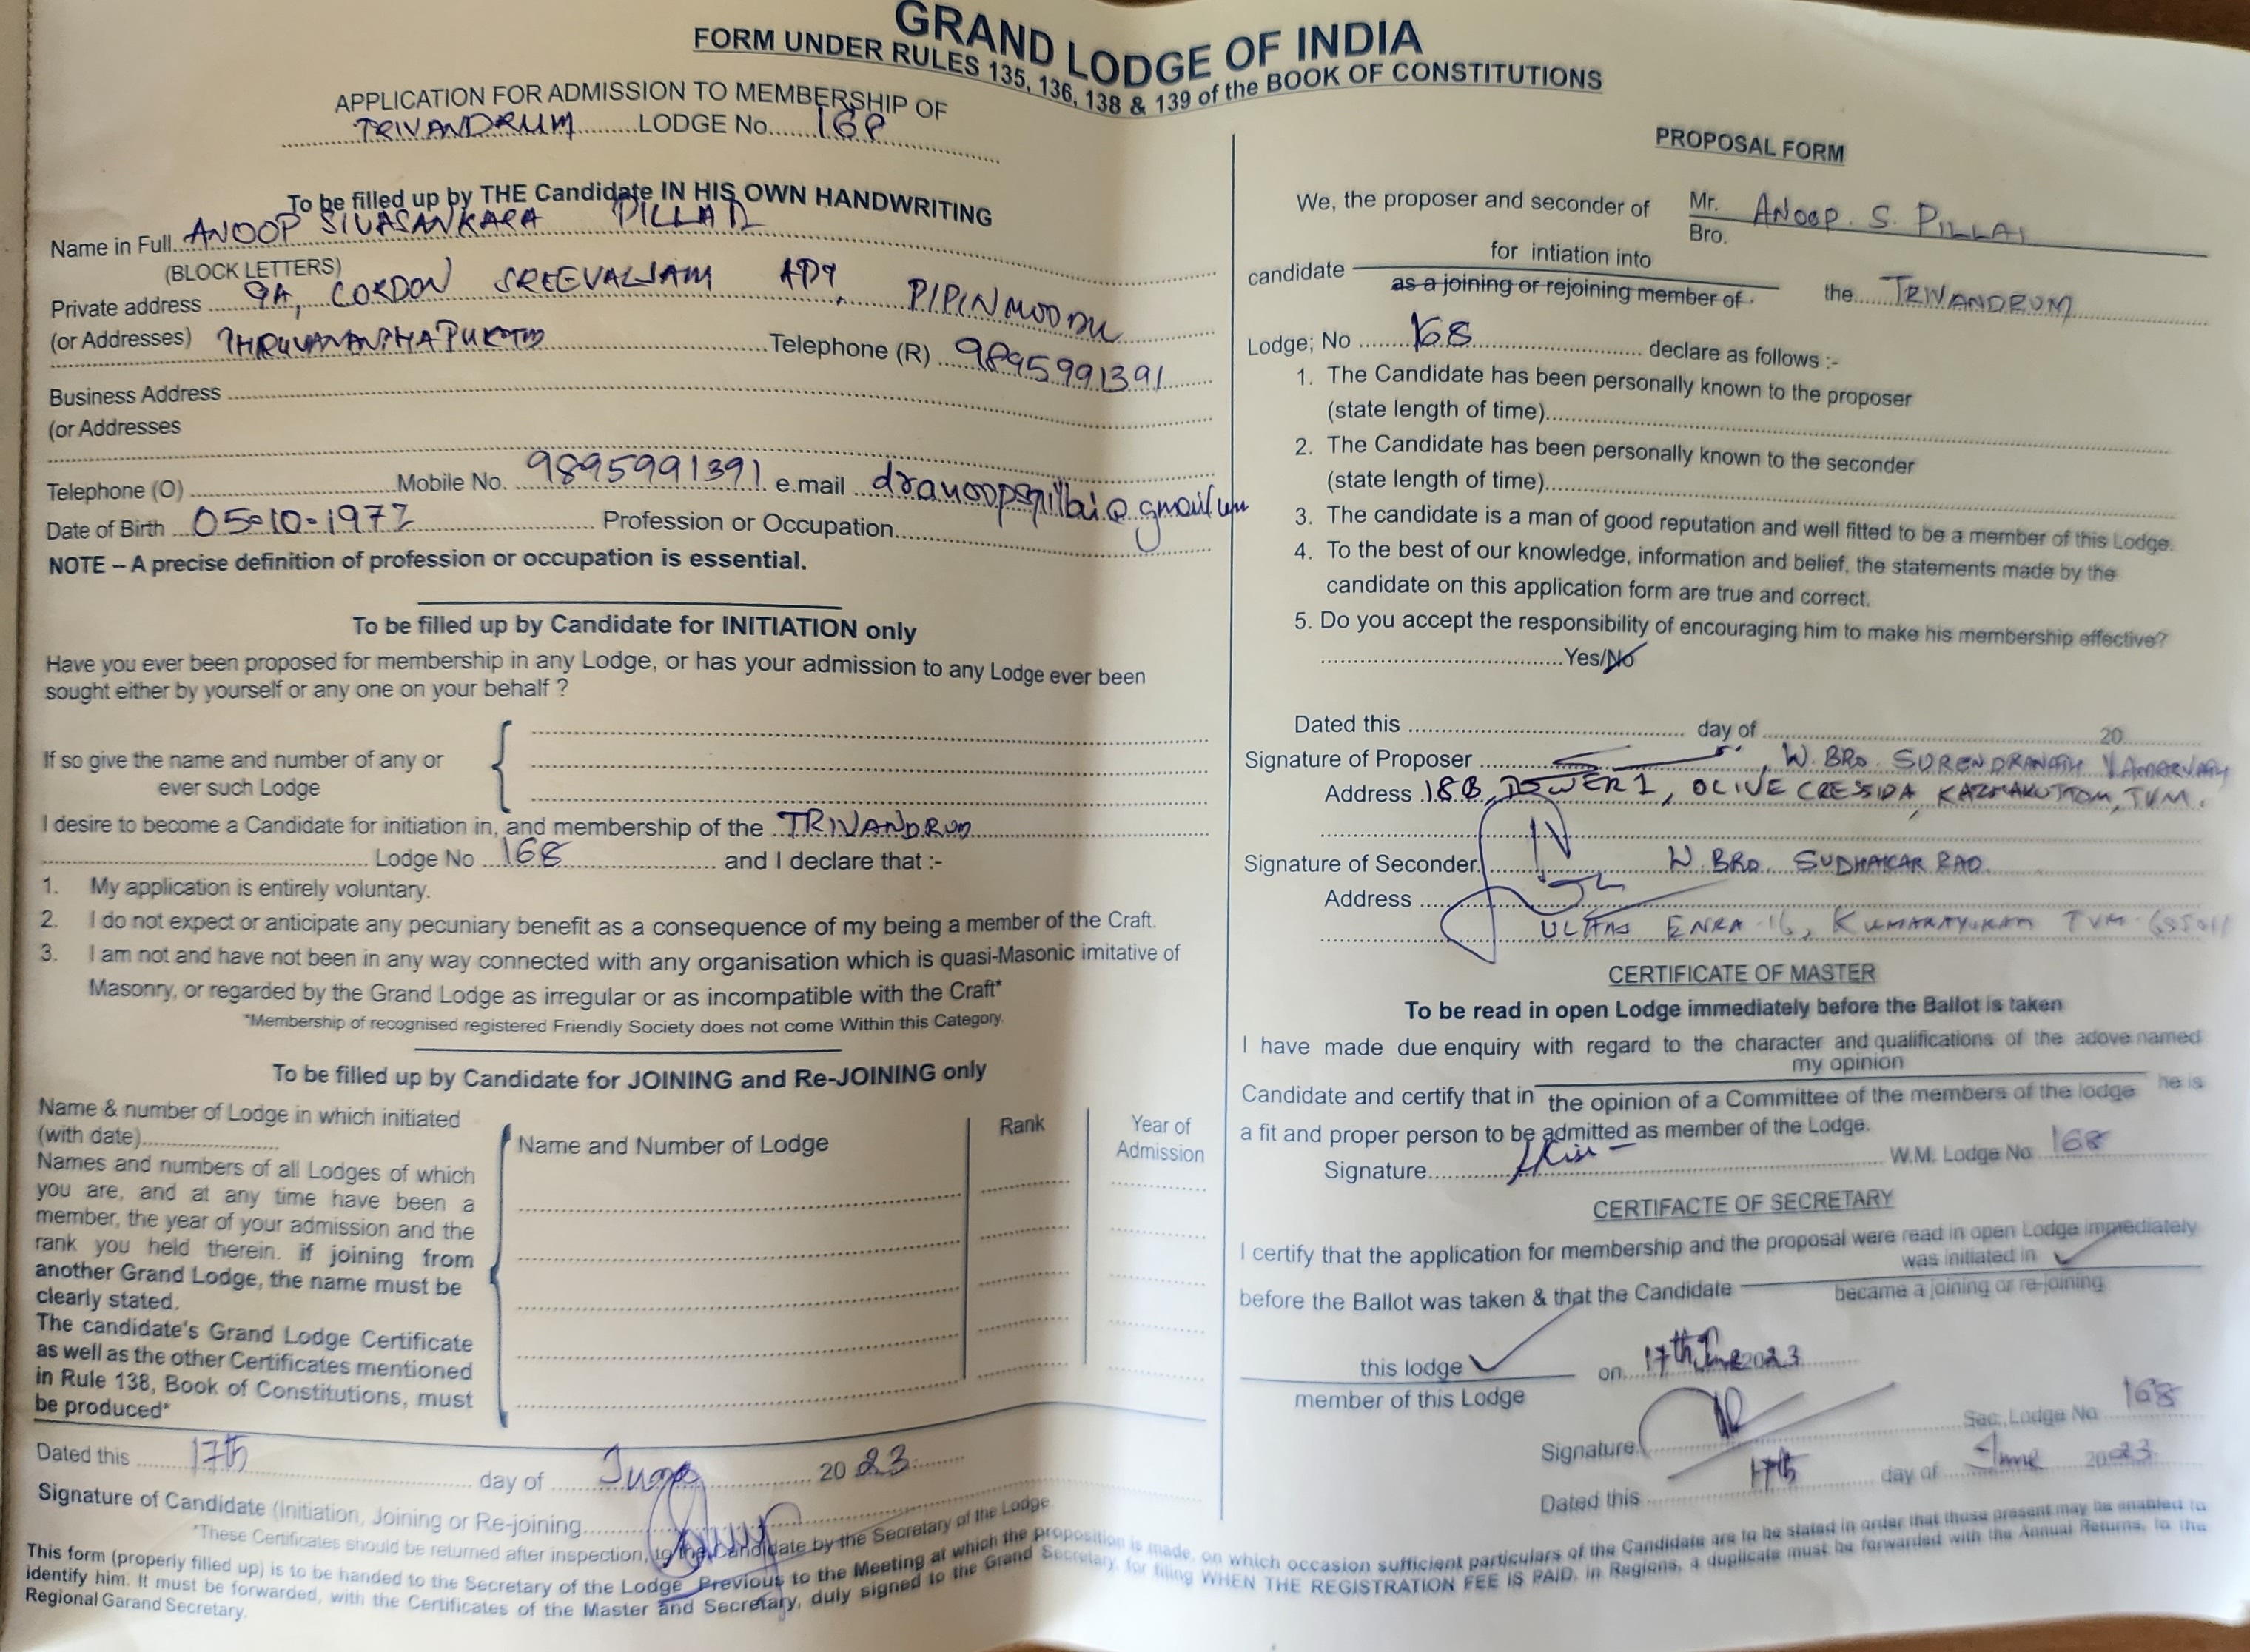 GRAND LODGE OF INDIA
FORM UNDER RULES 135, 136, 138 & 139 of the BOOK OF CONSTITUTIONS
APPLICATION FOR ADMISSION TO MEMBERSHIP OF
TRIVANDRUM LODGE No. 168
To be filled up by THE Candidate IN HIS OWN HANDWRITING
Name in Full ANOOP SIVASANKARA PILLAI
(BLOCK LETTERS)
Private address 9A, CORDON SREEVALSAM APT, PIPINMOODU
(or Addresses) THIRUVANANTHAPURAM Telephone (R) 9895991391
Business Address
(or Addresses
Telephone (O) Mobile No. 9895991391 e.mail
Date of Birth 05-10-1977 Profession or Occupation
NOTE – A precise definition of profession or occupation is essential.
To be filled up by Candidate for INITIATION only
Have you ever been proposed for membership in any Lodge, or has your admission to any Lodge ever been
sought either by yourself or any one on your behalf ?
If so give the name and number of any or
ever such Lodge
I desire to become a Candidate for initiation in, and membership of the TRIVANDRUM
Lodge No 168 and I declare that :-
1. My application is entirely voluntary.
2. I do not expect or anticipate any pecuniary benefit as a consequence of my being a member of the Craft.
3. I am not and have not been in any way connected with any organisation which is quasi-Masonic imitative of
Masonry, or regarded by the Grand Lodge as irregular or as incompatible with the Craft*
*Membership of recognised registered Friendly Society does not come Within this Category.
To be filled up by Candidate for JOINING and Re-JOINING only
Name & number of Lodge in which initiated
(with date)
Names and numbers of all Lodges of which
you are, and at any time have been a
member, the year of your admission and the
rank you held therein. if joining from
another Grand Lodge, the name must be
clearly stated.
The candidate's Grand Lodge Certificate
as well as the other Certificates mentioned
in Rule 138, Book of Constitutions, must
be produced*
Name and Number of Lodge
Rank
Year of
Admission
Dated this 17th day of June 2023
Signature of Candidate (Initiation, Joining or Re-joining
*These Certificates should be returned after inspection, to the Candidate by the Secretary of the Lodge
PROPOSAL FORM
We, the proposer and seconder of Mr. ANOOP. S. PILLAI
Bro.
for intiation into
candidate the TRIVANDRUM
as a joining or rejoining member of
Lodge; No 168 declare as follows :-
1. The Candidate has been personally known to the proposer
(state length of time)
2. The Candidate has been personally known to the seconder
(state length of time)
3. The candidate is a man of good reputation and well fitted to be a member of this Lodge.
4. To the best of our knowledge, information and belief, the statements made by the
candidate on this application form are true and correct.
5. Do you accept the responsibility of encouraging him to make his membership effective?
Yes/No
Dated this day of 20
Signature of Proposer W. BRO. SURENDRANATH
Address 18B, TOWER 1, OLIVE CRESSIDA, KAZHAKUTTOM, TVM.
Signature of Seconder W. BRO. SUDHAKAR RAO
Address
ULHAS ENRA 16, TVM
CERTIFICATE OF MASTER
To be read in open Lodge immediately before the Ballot is taken
I have made due enquiry with regard to the character and qualifications of the adove named
my opinion
Candidate and certify that in he is
the opinion of a Committee of the members of the lodge
a fit and proper person to be admitted as member of the Lodge.
Signature W.M. Lodge No 168
CERTIFACTE OF SECRETARY
I certify that the application for membership and the proposal were read in open Lodge immediately
was initiated in
before the Ballot was taken & that the Candidate
became a joining or re-joining
this lodge on 17th June 2023
member of this Lodge
Signature Sec., Lodge No 168
Dated this 17th day of June 2023
This form (properly filled up) is to be handed to the Secretary of the Lodge Previous to the Meeting at which the proposition is made, on which occasion sufficient particulars of the Candidate are to be stated in order that those present may be enabled to
identify him. It must be forwarded, with the Certificates of the Master and Secretary, duly signed to the Grand Secretary, for filing WHEN THE REGISTRATION FEE IS PAID. In Regions, a duplicate must be forwarded with the Annual Returns, to the
Regional Garand Secretary.